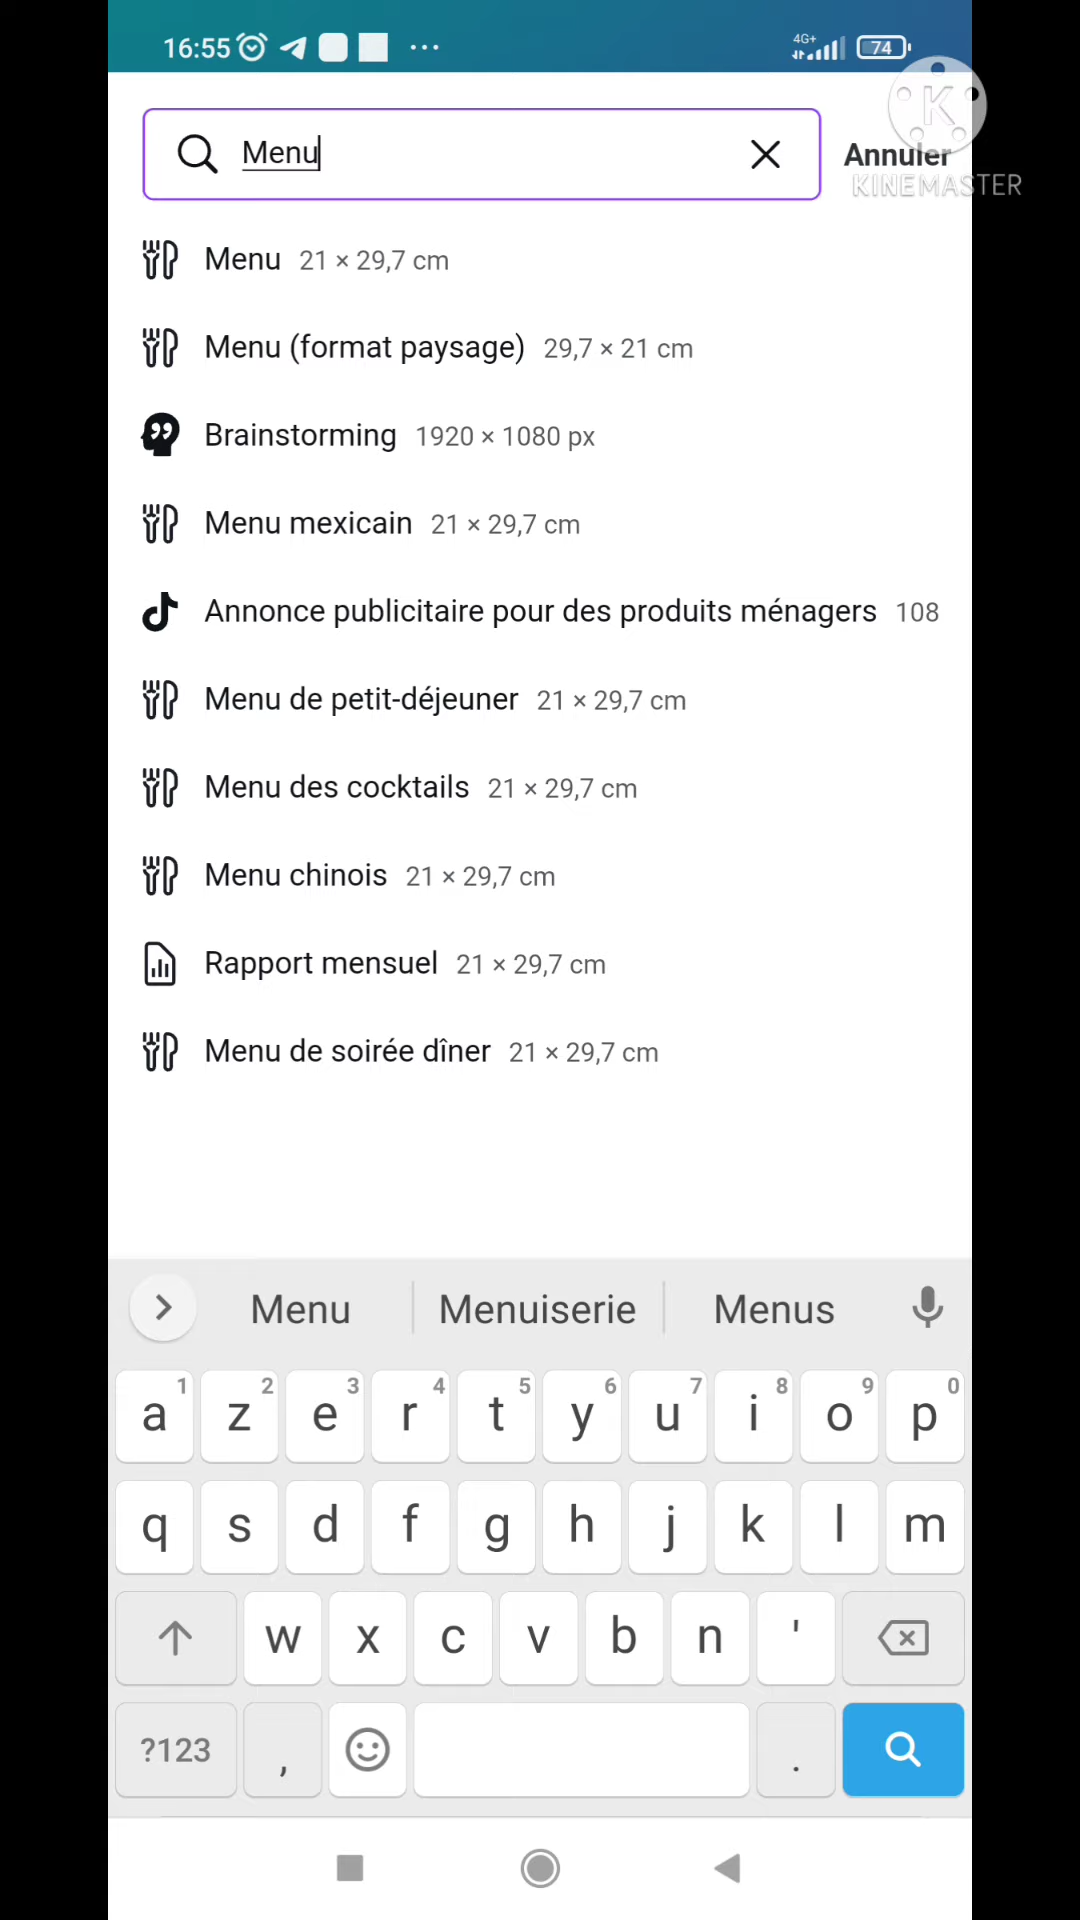 16:55 4G+ 74
Menu
Annuler
K
KINEMASTER
Menu 21 × 29,7 cm
Menu (format paysage) 29,7 × 21 cm
Brainstorming 1920 × 1080 px
Menu mexicain 21 × 29,7 cm
Annonce publicitaire pour des produits ménagers 108
Menu de petit-déjeuner 21 × 29,7 cm
Menu des cocktails 21 × 29,7 cm
Menu chinois 21 × 29,7 cm
Rapport mensuel 21 × 29,7 cm
Menu de soirée dîner 21 × 29,7 cm
Menu Menuiserie Menus
a 1 z 2 e 3 r 4 t 5 y 6 u 7 i 8 o 9 p 0
q s d f g h j k l m
w x c v b n '
?123 , .